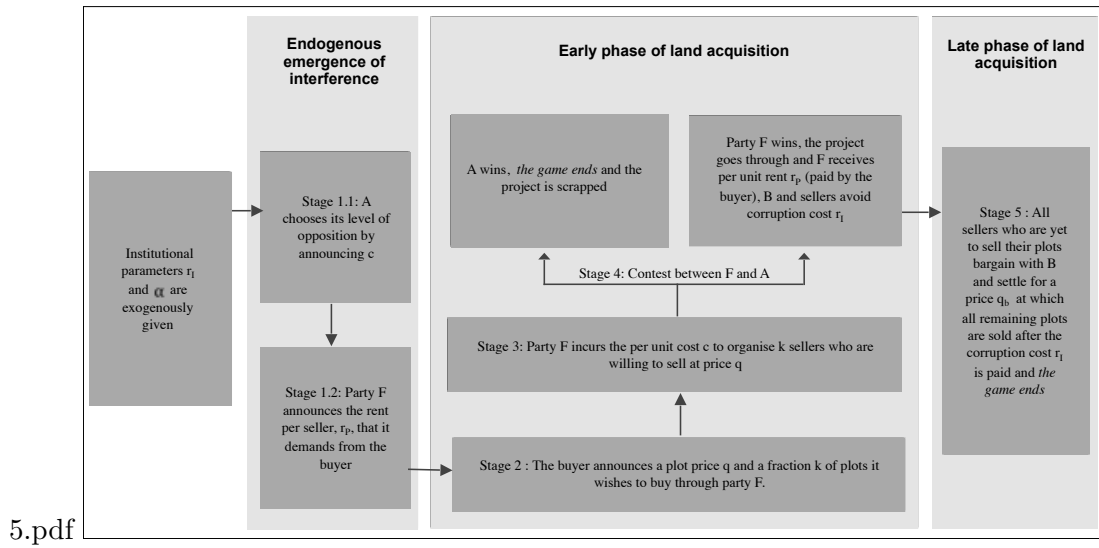 Endogenous
emergence of
interference
Early phase of land acquisition
Late phase of land
acquisition
Institutional
parameters rI
and α are
exogenously
given
Stage 1.1: A
chooses its level of
opposition by
announcing c
Stage 1.2: Party F
announces the rent
per seller, rP, that it
demands from the
buyer
A wins, the game ends and the
project is scrapped
Party F wins, the project
goes through and F receives
per unit rent rP (paid by the
buyer), B and sellers avoid
corruption cost rI
Stage 4: Contest between F and A
Stage 3: Party F incurs the per unit cost c to organise k sellers who are
willing to sell at price q
Stage 2 : The buyer announces a plot price q and a fraction k of plots it
wishes to buy through party F.
Stage 5 : All
sellers who are yet
to sell their plots
bargain with B
and settle for a
price qb at which
all remaining plots
are sold after the
corruption cost rI
is paid and the
game ends
5.pdf